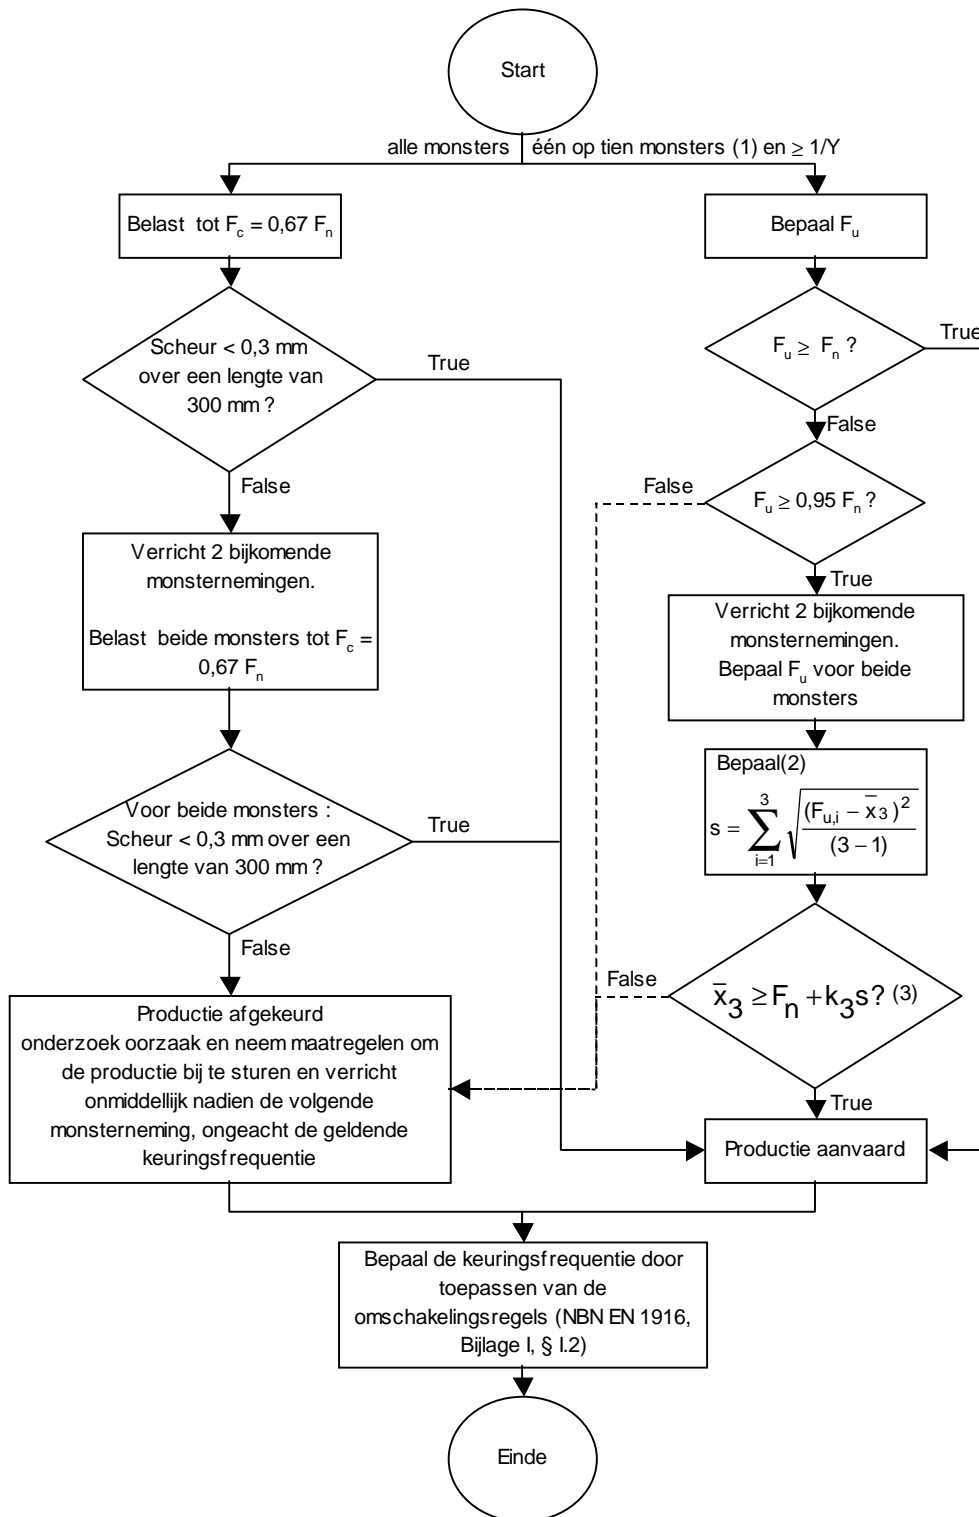 Start
alle monsters
één op tien monsters (1) en ≥ 1/Y
Belast tot F_c = 0,67 F_n
Bepaal F_u
Scheur < 0,3 mm
over een lengte van
300 mm ?
True
F_u ≥ F_n ?
True
False
False
F_u ≥ 0,95 F_n ?
False
True
Verricht 2 bijkomende
monsternemingen.
Belast beide monsters tot F_c =
0,67 F_n
Verricht 2 bijkomende
monsternemingen.
Bepaal F_u voor beide
monsters
Voor beide monsters :
Scheur < 0,3 mm over een
lengte van 300 mm ?
True
False
Bepaal(2)
s = ∑_{i=1}^{3} √((F_{u,i} − x̄_3)² / (3 − 1))
x̄_3 ≥ F_n + k_3 s? (3)
False
True
Productie afgekeurd
onderzoek oorzaak en neem maatregelen om
de productie bij te sturen en verricht
onmiddellijk nadien de volgende
monsterneming, ongeacht de geldende
keuringsfrequentie
Productie aanvaard
Bepaal de keuringsfrequentie door
toepassen van de
omschakelingsregels (NBN EN 1916,
Bijlage I, § I.2)
Einde